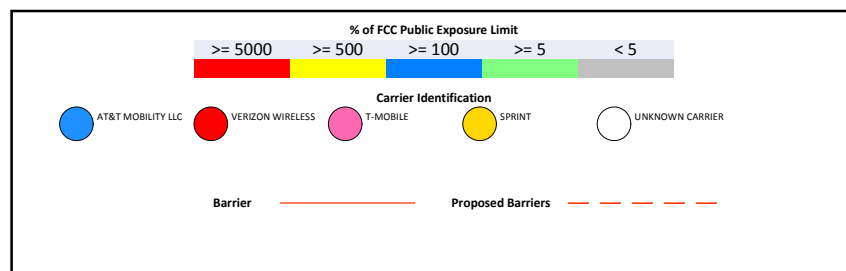 % of FCC Public Exposure Limit
>= 5000 >= 500 >= 100 >= 5 < 5
Carrier Identification
AT&T MOBILITY LLC VERIZON WIRELESS T-MOBILE SPRINT UNKNOWN CARRIER
Barrier Proposed Barriers